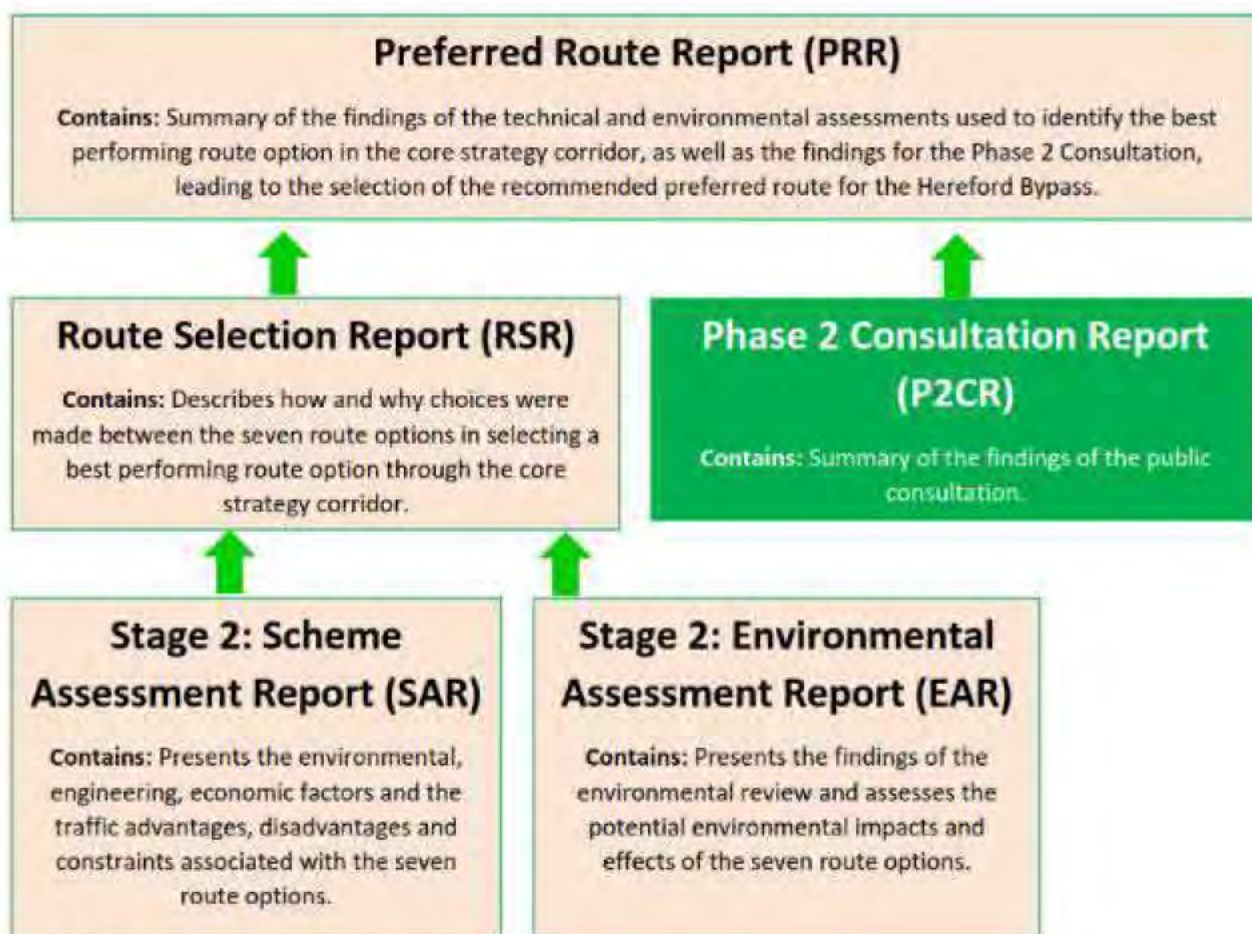 Preferred Route Report (PRR)
Contains: Summary of the findings of the technical and environmental assessments used to identify the best
performing route option in the core strategy corridor, as well as the findings for the Phase 2 Consultation,
leading to the selection of the recommended preferred route for the Hereford Bypass.
Route Selection Report (RSR)
Contains: Describes how and why choices were
made between the seven route options in selecting a
best performing route option through the core
strategy corridor.
Phase 2 Consultation Report
(P2CR)
Contains: Summary of the findings of the public
consultation.
Stage 2: Scheme
Assessment Report (SAR)
Contains: Presents the environmental,
engineering, economic factors and the
traffic advantages, disadvantages and
constraints associated with the seven
route options.
Stage 2: Environmental
Assessment Report (EAR)
Contains: Presents the findings of the
environmental review and assesses the
potential environmental impacts and
effects of the seven route options.